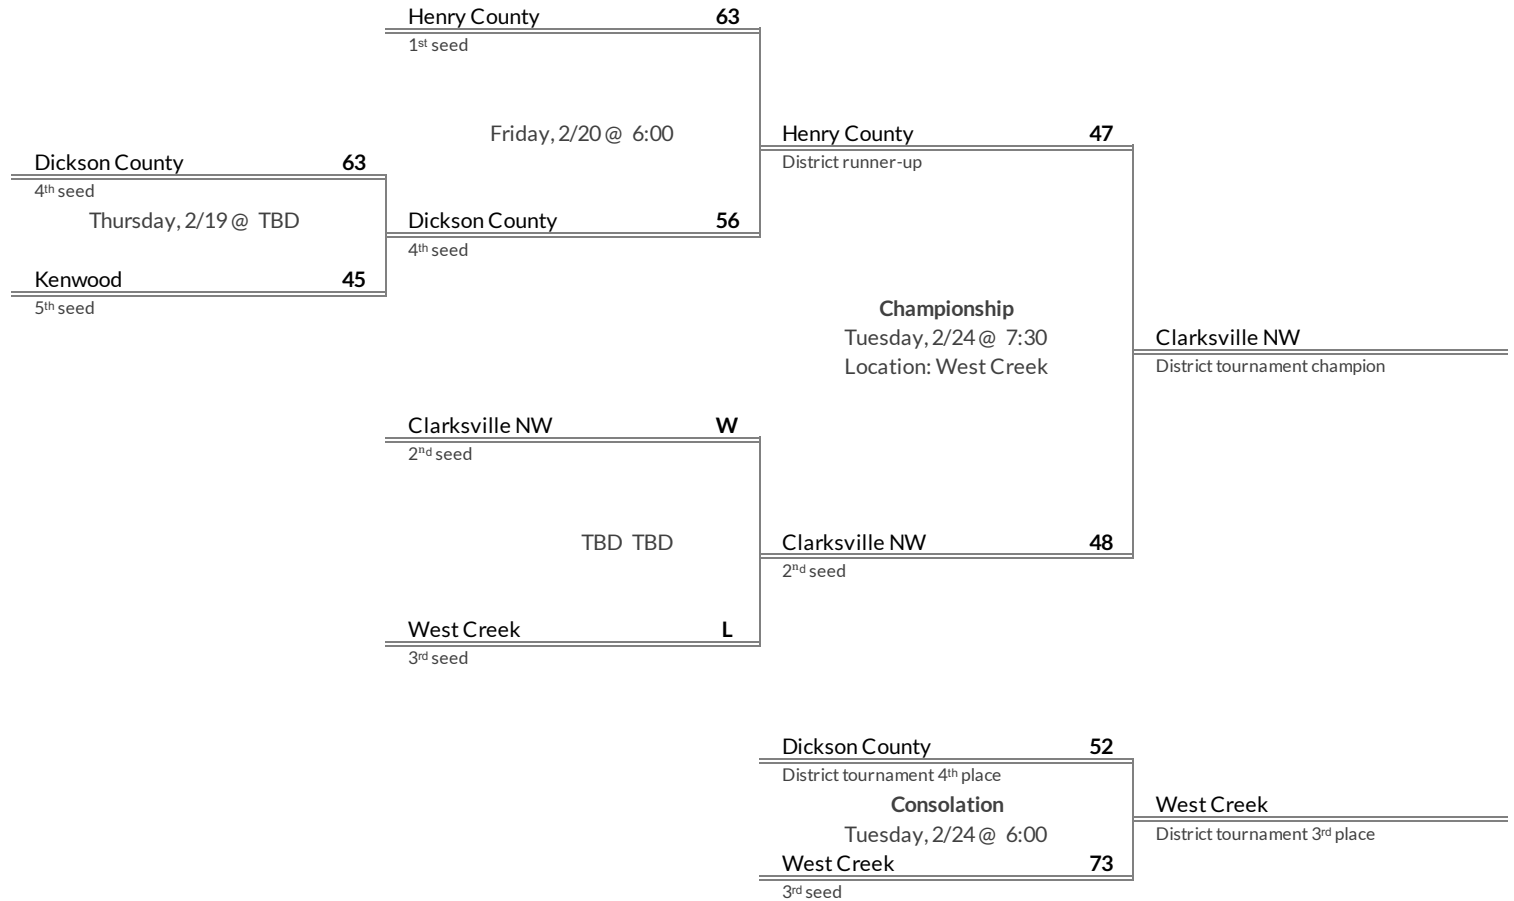 Henry County 63
1st seed
Friday, 2/20 @ 6:00
Henry County 47
District runner-up
Dickson County 63
4th seed
Thursday, 2/19 @ TBD
Dickson County 56
4th seed
Kenwood 45
5th seed
Championship
Tuesday, 2/24 @ 7:30
Location: West Creek
Clarksville NW
District tournament champion
Clarksville NW W
2nd seed
TBD TBD
Clarksville NW 48
2nd seed
West Creek L
3rd seed
Dickson County 52
District tournament 4th place
Consolation
Tuesday, 2/24 @ 6:00
West Creek
District tournament 3rd place
West Creek 73
3rd seed